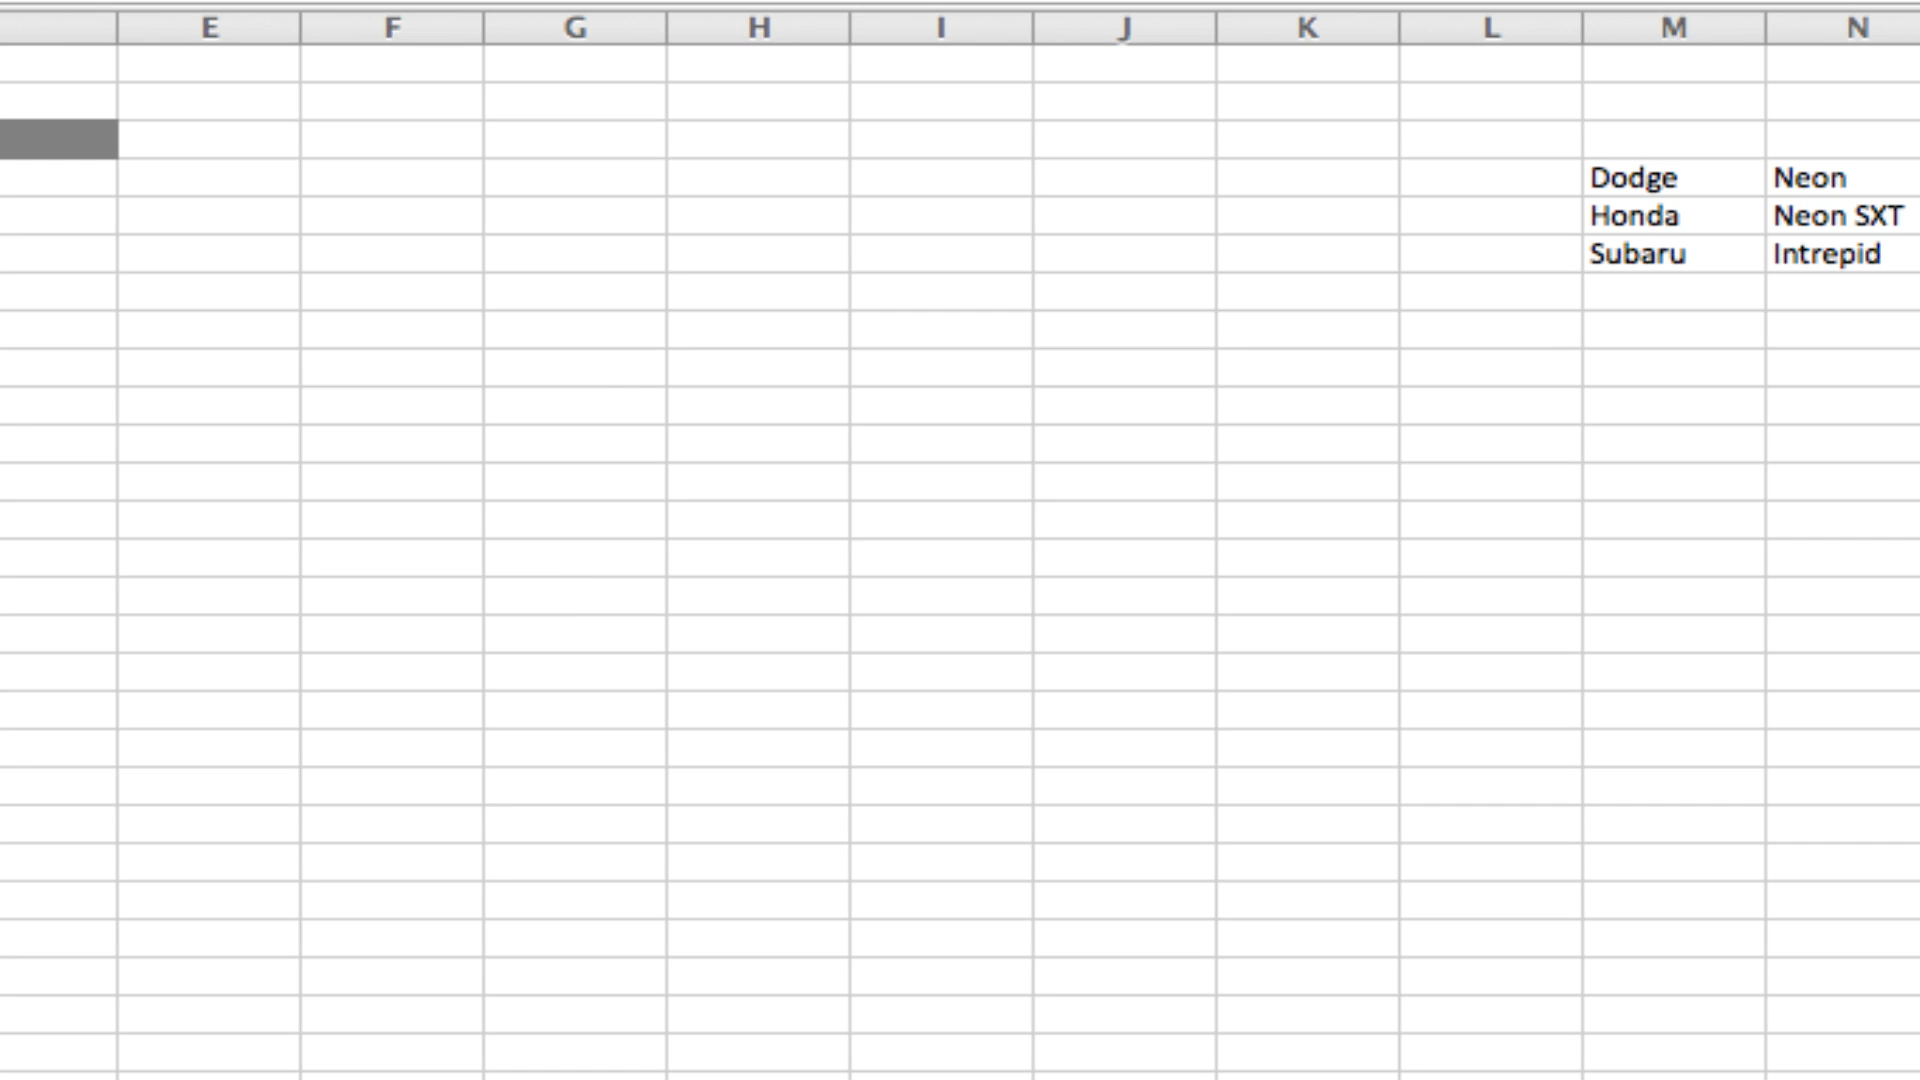 E F G H I J K L M N
Dodge Neon
Honda Neon SXT
Subaru Intrepid